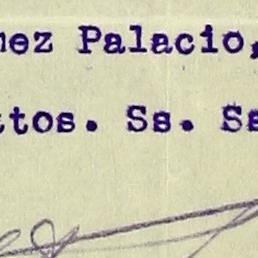 nez Palacio,
ttos. Ss. Ss